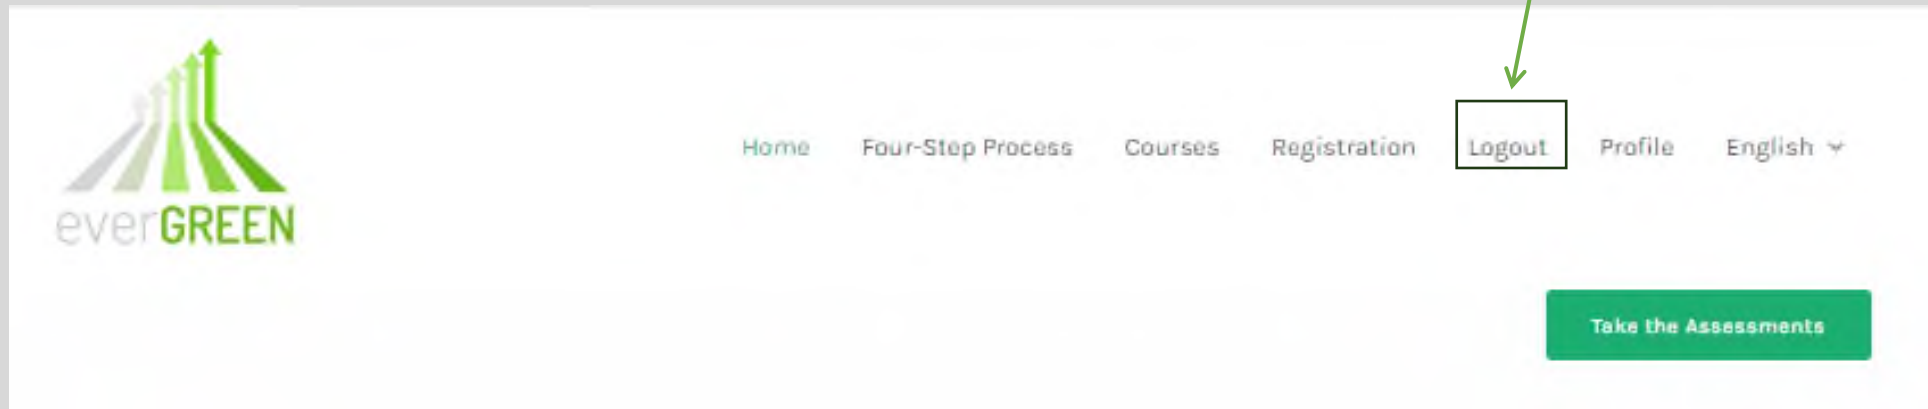 Home Four-Step Process Courses Registration Logout Profile English
everGREEN
Take the Assessments